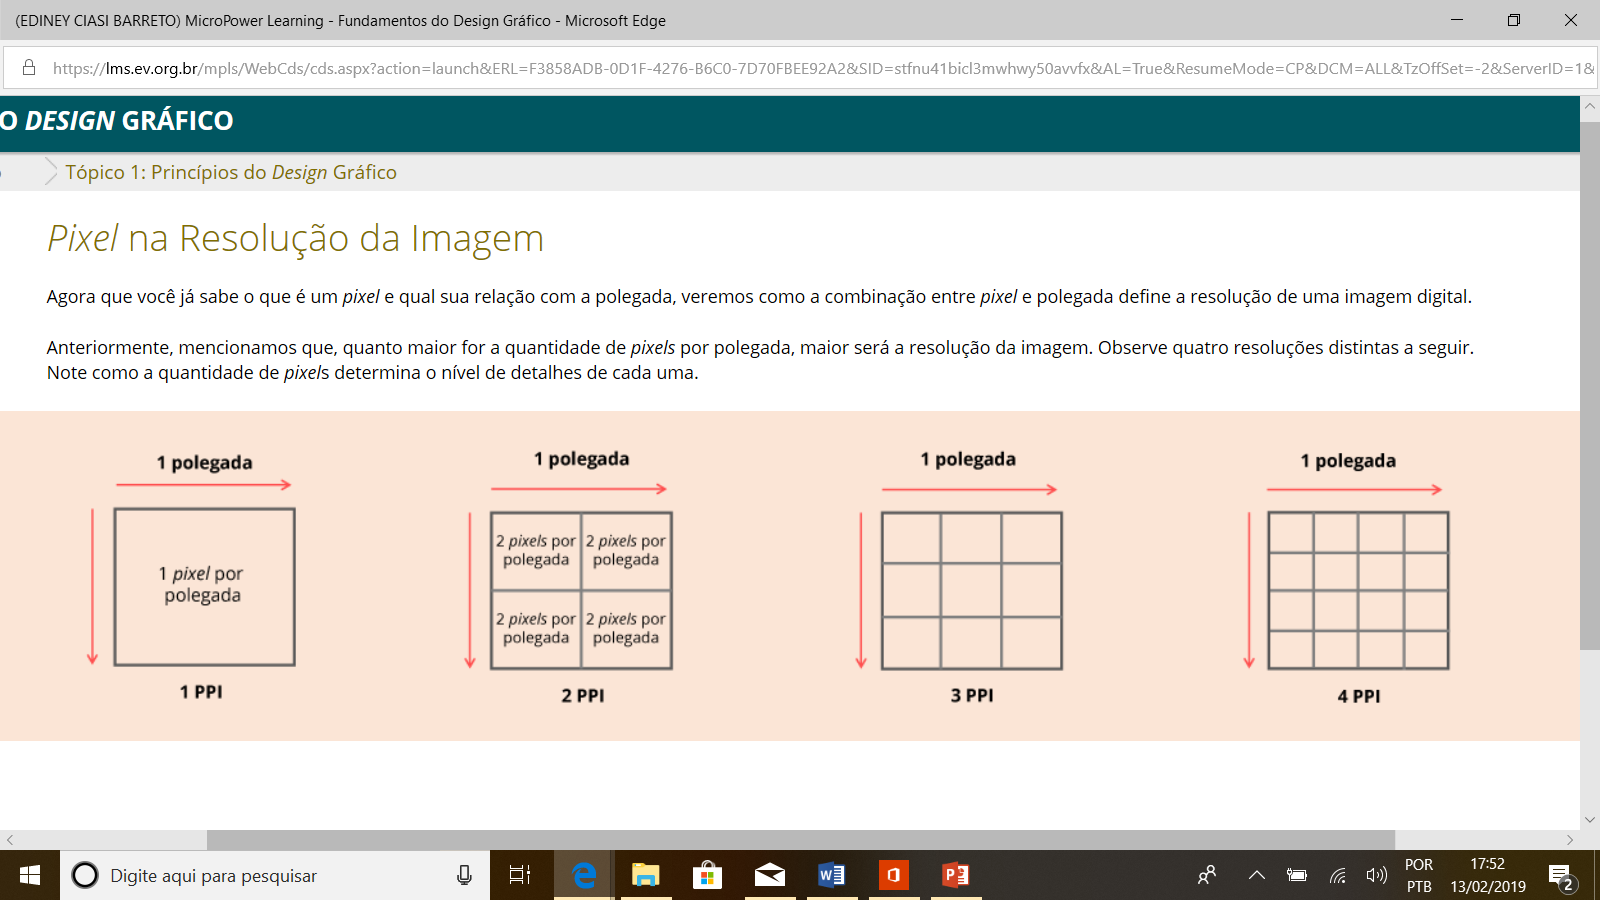 (EDINEY CIASI BARRETO) MicroPower Learning - Fundamentos do Design Gráfico - Microsoft Edge
https://lms.ev.org.br/mpls/WebCds/cds.aspx?action=launch&ERL=F3858ADB-0D1F-4276-B6C0-7D70FBEE92A2&SID=stfnu41bicl3mwhwy50avvfx&AL=True&ResumeMode=CP&DCM=ALL&TzOffSet=-2&ServerID=1&
O DESIGN GRÁFICO
Tópico 1: Princípios do Design Gráfico
Pixel na Resolução da Imagem
Agora que você já sabe o que é um pixel e qual sua relação com a polegada, veremos como a combinação entre pixel e polegada define a resolução de uma imagem digital.
Anteriormente, mencionamos que, quanto maior for a quantidade de pixels por polegada, maior será a resolução da imagem. Observe quatro resoluções distintas a seguir.
Note como a quantidade de pixels determina o nível de detalhes de cada uma.
1 polegada
1 pixel por
polegada
1 PPI
1 polegada
2 pixels por
polegada
2 pixels por
polegada
2 pixels por
polegada
2 pixels por
polegada
2 PPI
1 polegada
3 PPI
1 polegada
4 PPI
Digite aqui para pesquisar
POR
PTB
17:52
13/02/2019
2